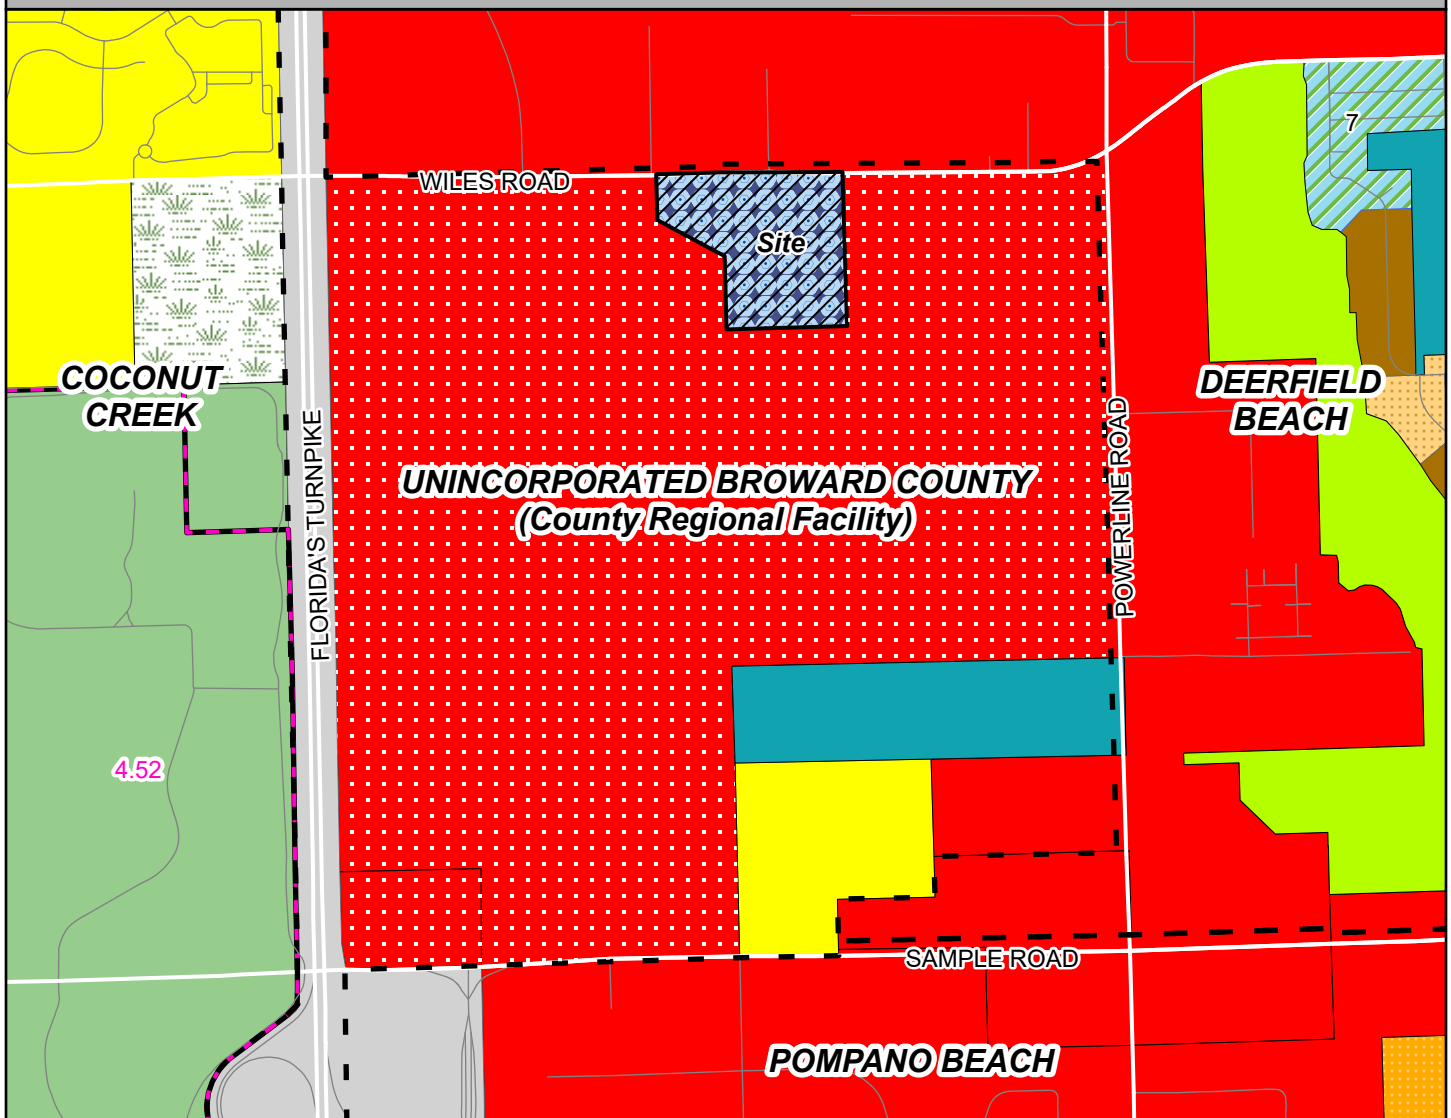 7
WILES ROAD
Site
COCONUT
CREEK
DEERFIELD
BEACH
FLORIDA'S TURNPIKE
POWERLINE ROAD
UNINCORPORATED BROWARD COUNTY
(County Regional Facility)
4.52
SAMPLE ROAD
POMPANO BEACH